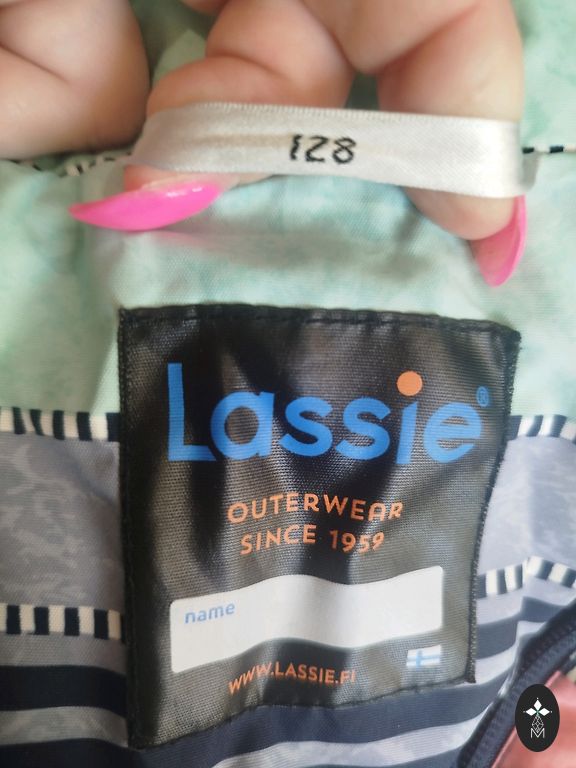 128
Lassie®
OUTERWEAR
SINCE 1959
name
WWW.LASSIE.FI